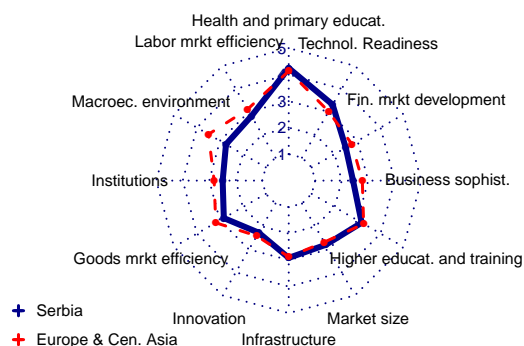 Health and primary educat.
Labor mrkt efficiency
5
Technol. Readiness
Macroec. environment
3
Fin. mrkt development
2
1
Institutions
Business sophist.
Goods mrkt efficiency
Higher educat. and training
Innovation
Market size
Infrastructure
Serbia
Europe & Cen. Asia